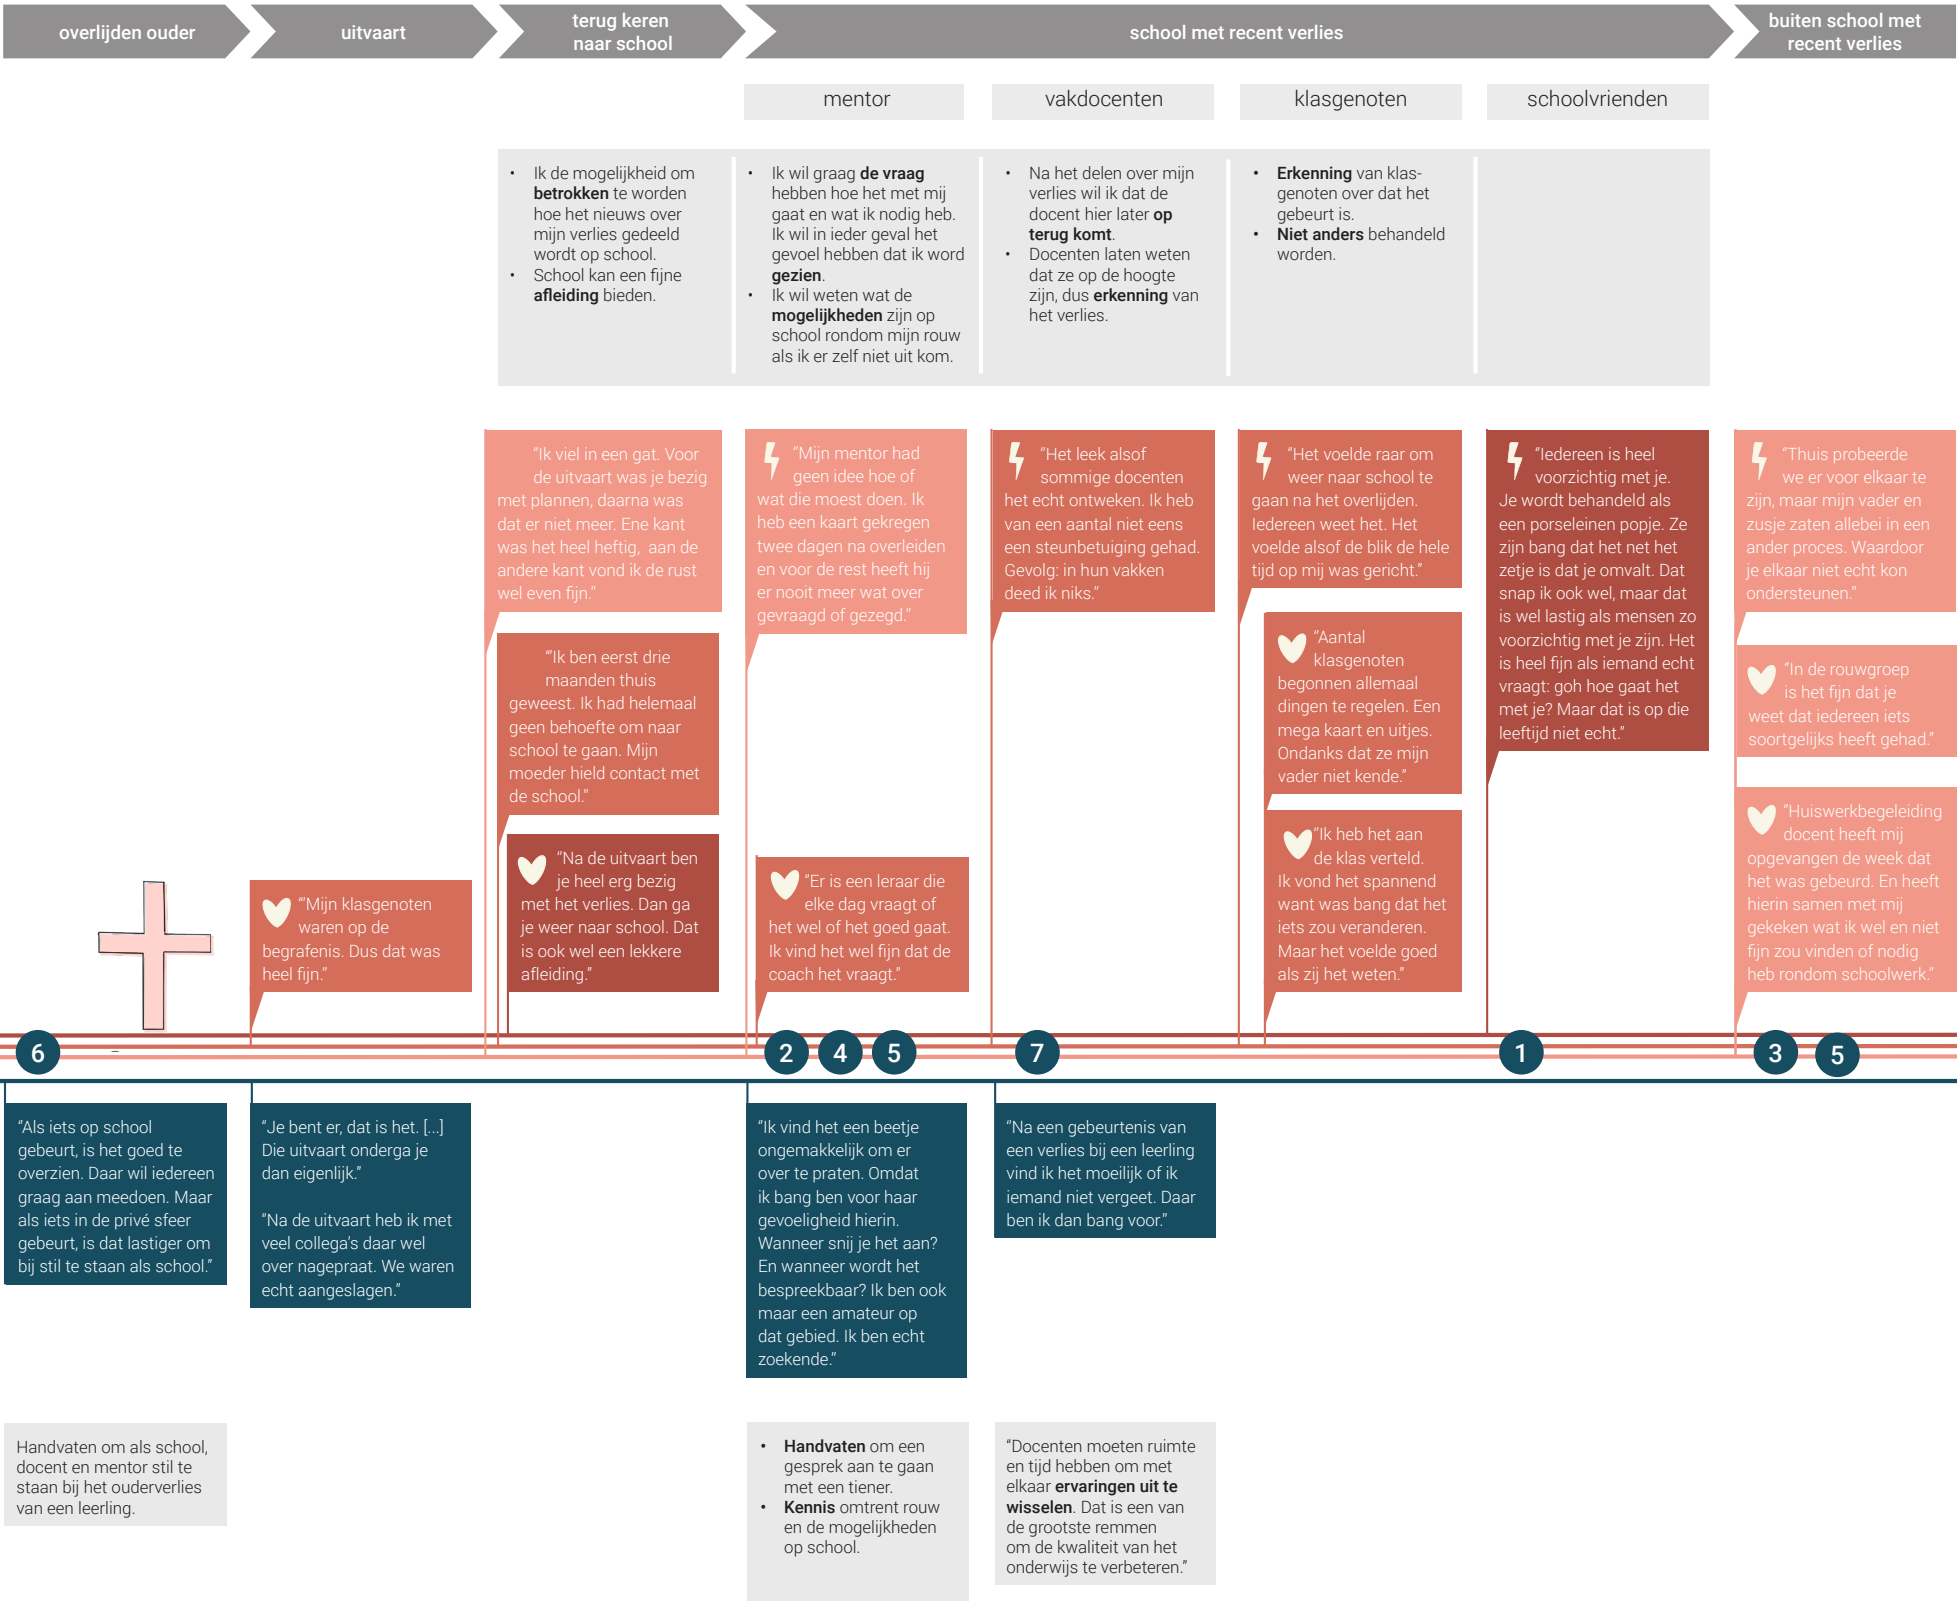 overlijden ouder
uitvaart
terug keren
naar school
school met recent verlies
buiten school met
recent verlies
mentor
vakdocenten
klasgenoten
schoolvrienden
• Ik de mogelijkheid om
betrokken te worden
hoe het nieuws over
mijn verlies gedeeld
wordt op school.
• School kan een fijne
afleiding bieden.
• Ik wil graag de vraag
hebben hoe het met mij
gaat en wat ik nodig heb.
Ik wil in ieder geval het
gevoel hebben dat ik word
gezien.
• Ik wil weten wat de
mogelijkheden zijn op
school rondom mijn rouw
als ik er zelf niet uit kom.
• Na het delen over mijn
verlies wil ik dat de
docent hier later op
terug komt.
• Docenten laten weten
dat ze op de hoogte
zijn, dus erkenning van
het verlies.
• Erkenning van klas-
genoten over dat het
gebeurt is.
• Niet anders behandeld
worden.
"Ik viel in een gat. Voor
de uitvaart was je bezig
met plannen, daarna was
dat er niet meer. Ene kant
was het heel heftig, aan de
andere kant vond ik de rust
wel even fijn."
"'Ik ben eerst drie
maanden thuis
geweest. Ik had helemaal
geen behoefte om naar
school te gaan. Mijn
moeder hield contact met
de school."
"Na de uitvaart ben
je heel erg bezig
met het verlies. Dan ga
je weer naar school. Dat
is ook wel een lekkere
afleiding."
"'Mijn klasgenoten
waren op de
begrafenis. Dus dat was
heel fijn."
"Mijn mentor had
geen idee hoe of
wat die moest doen. Ik
heb een kaart gekregen
twee dagen na overleiden
en voor de rest heeft hij
er nooit meer wat over
gevraagd of gezegd."
"Er is een leraar die
elke dag vraagt of
het wel of het goed gaat.
Ik vind het wel fijn dat de
coach het vraagt."
"Het leek alsof
sommige docenten
het echt ontweken. Ik heb
van een aantal niet eens
een steunbetuiging gehad.
Gevolg: in hun vakken
deed ik niks."
"Het voelde raar om
weer naar school te
gaan na het overlijden.
Iedereen weet het. Het
voelde alsof de blik de hele
tijd op mij was gericht."
"Aantal
klasgenoten
begonnen allemaal
dingen te regelen. Een
mega kaart en uitjes.
Ondanks dat ze mijn
vader niet kende."
"Ik heb het aan
de klas verteld.
Ik vond het spannend
want was bang dat het
iets zou veranderen.
Maar het voelde goed
als zij het weten."
"Iedereen is heel
voorzichtig met je.
Je wordt behandeld als
een porseleinen popje. Ze
zijn bang dat het net het
zetje is dat je omvalt. Dat
snap ik ook wel, maar dat
is wel lastig als mensen zo
voorzichtig met je zijn. Het
is heel fijn als iemand echt
vraagt: goh hoe gaat het
met je? Maar dat is op die
leeftijd niet echt."
"Thuis probeerde
we er voor elkaar te
zijn, maar mijn vader en
zusje zaten allebei in een
ander proces. Waardoor
je elkaar niet echt kon
ondersteunen."
"In de rouwgroep
is het fijn dat je
weet dat iedereen iets
soortgelijks heeft gehad."
"Huiswerkbegeleiding
docent heeft mij
opgevangen de week dat
het was gebeurd. En heeft
hierin samen met mij
gekeken wat ik wel en niet
fijn zou vinden of nodig
heb rondom schoolwerk."
6
2
4
5
7
1
3
5
"Als iets op school
gebeurt, is het goed te
overzien. Daar wil iedereen
graag aan meedoen. Maar
als iets in de privé sfeer
gebeurt, is dat lastiger om
bij stil te staan als school."
"Je bent er, dat is het. [...]
Die uitvaart onderga je
dan eigenlijk."
"Na de uitvaart heb ik met
veel collega's daar wel
over nagepraat. We waren
echt aangeslagen."
"Ik vind het een beetje
ongemakkelijk om er
over te praten. Omdat
ik bang ben voor haar
gevoeligheid hierin.
Wanneer snij je het aan?
En wanneer wordt het
bespreekbaar? Ik ben ook
maar een amateur op
dat gebied. Ik ben echt
zoekende."
"Na een gebeurtenis van
een verlies bij een leerling
vind ik het moeilijk of ik
iemand niet vergeet. Daar
ben ik dan bang voor."
Handvaten om als school,
docent en mentor stil te
staan bij het ouderverlies
van een leerling.
• Handvaten om een
gesprek aan te gaan
met een tiener.
• Kennis omtrent rouw
en de mogelijkheden
op school.
"Docenten moeten ruimte
en tijd hebben om met
elkaar ervaringen uit te
wisselen. Dat is een van
de grootste remmen
om de kwaliteit van het
onderwijs te verbeteren."